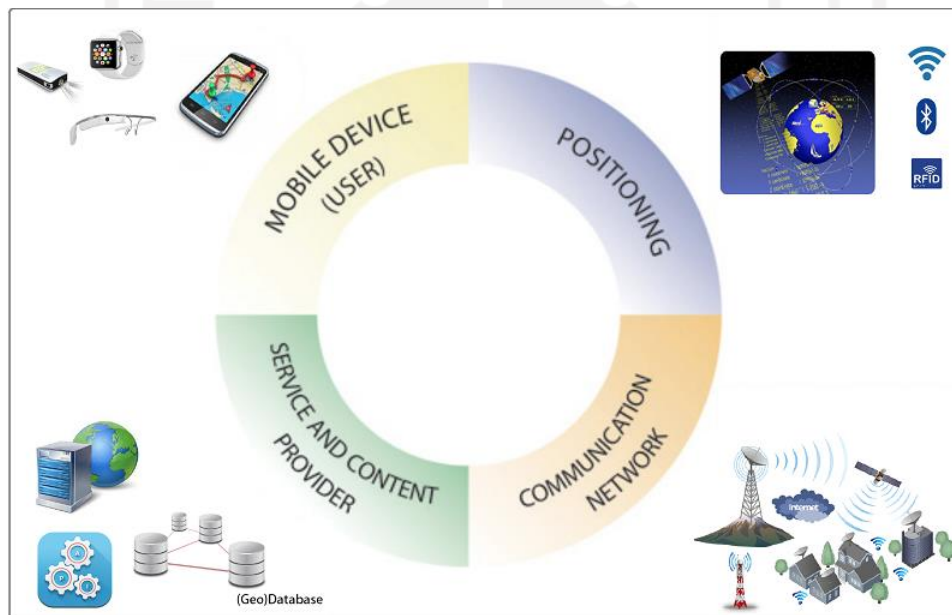 MOBILE DEVICE
(USER)
POSITIONING
RFID
SERVICE AND CONTENT
PROVIDER
COMMUNICATION
NETWORK
Internet
A
P
I
(Geo)Database